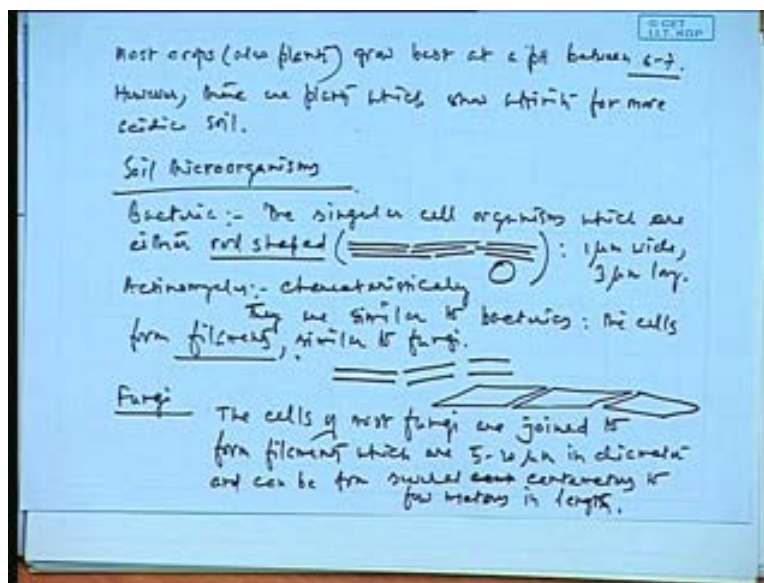 © CET
I.I.T. KGP
Most crops (also plants) grow best at a pH between 6-7.
However, there are plants which show affinity for more
acidic soil.
Soil Microorganisms
Bacteria:- The singular cell organisms which are
either rod shaped ( ) : 1 μm wide,
3 μm long.
Actinomycetes:- characteristically
They are similar to bacteria : The cells
form filaments, similar to fungi.
Fungi
The cells of most fungi are joined to
form filaments which are 5-10 μm in diameter
and can be from several centimeters to
few meters in length.